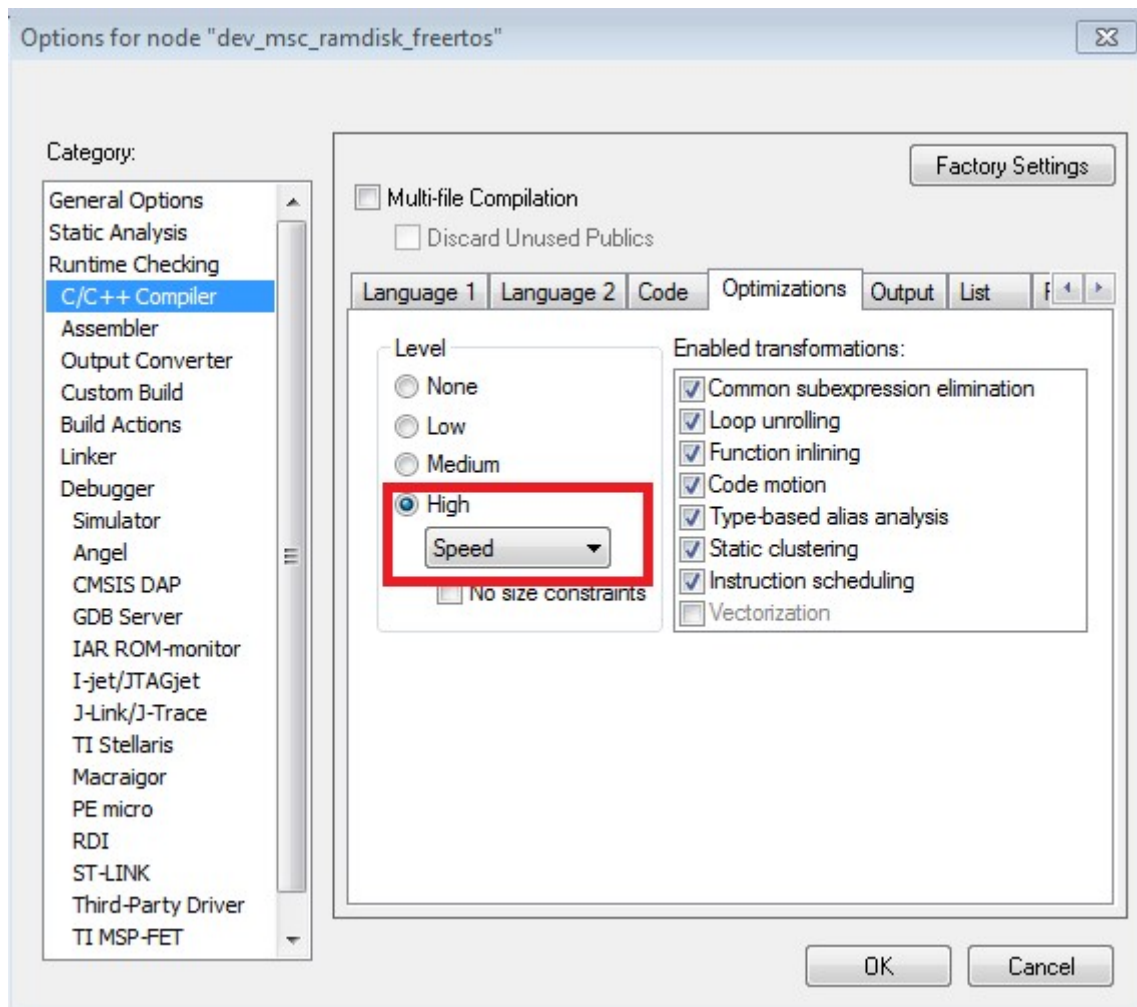 Options for node "dev_msc_ramdisk_freertos"
Category:
General Options
Static Analysis
Runtime Checking
C/C++ Compiler
Assembler
Output Converter
Custom Build
Build Actions
Linker
Debugger
Simulator
Angel
CMSIS DAP
GDB Server
IAR ROM-monitor
I-jet/JTAGjet
J-Link/J-Trace
TI Stellaris
Macraigor
PE micro
RDI
ST-LINK
Third-Party Driver
TI MSP-FET
Factory Settings
Multi-file Compilation
Discard Unused Publics
Language 1 Language 2 Code Optimizations Output List
Level
None
Low
Medium
High
Speed
No size constraints
Enabled transformations:
Common subexpression elimination
Loop unrolling
Function inlining
Code motion
Type-based alias analysis
Static clustering
Instruction scheduling
Vectorization
OK Cancel